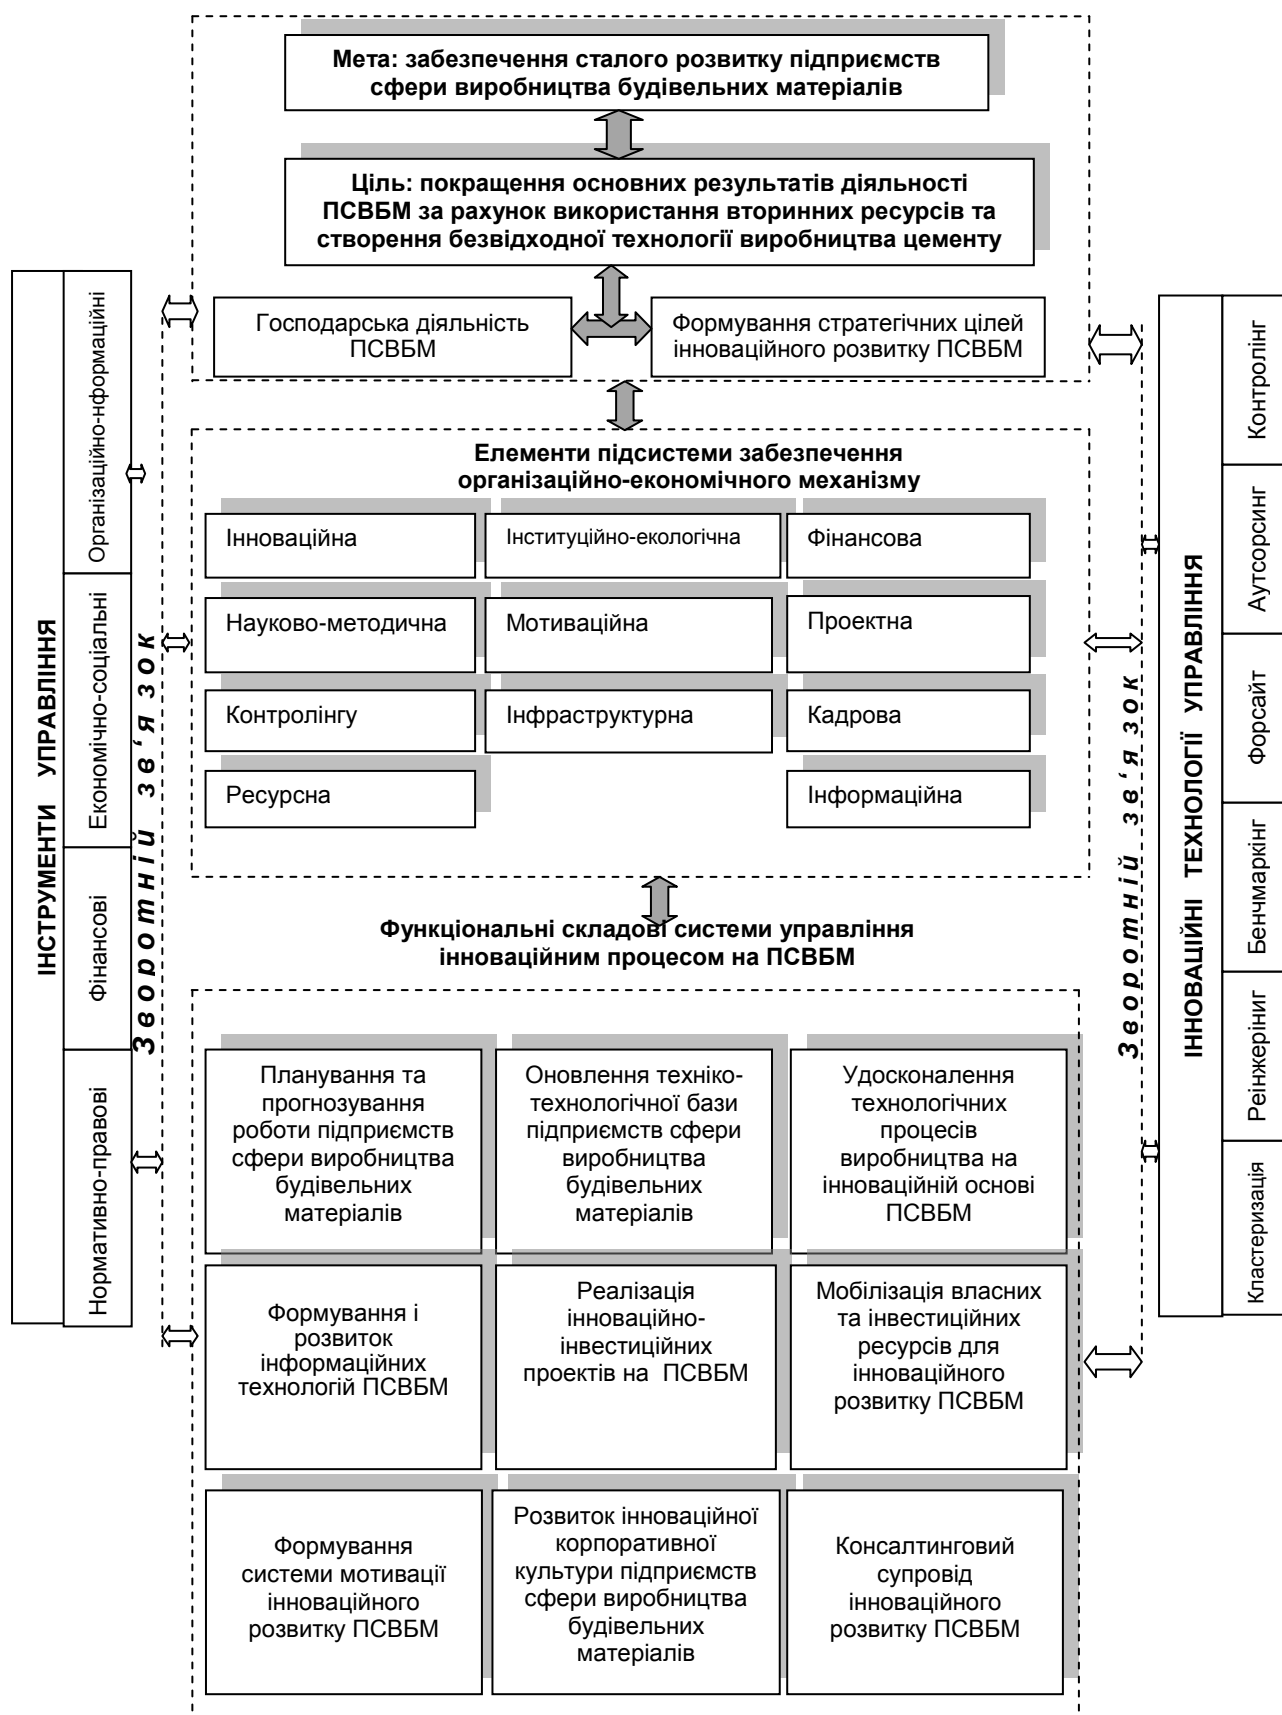 Мета: забезпечення сталого розвитку підприємств
сфери виробництва будівельних матеріалів
Ціль: покращення основних результатів діяльності
ПСВБМ за рахунок використання вторинних ресурсів та
створення безвідходної технології виробництва цементу
Господарська діяльність
ПСВБМ
Формування стратегічних цілей
інноваційного розвитку ПСВБМ
ІНСТРУМЕНТИ УПРАВЛІННЯ
Організаційно-нформаційні
Економічно-соціальні
Фінансові
Нормативно-правові
Зворотній зв‘язок
Елементи підсистеми забезпечення
організаційно-економічного механізму
Інноваційна
Інституційно-екологічна
Фінансова
Науково-методична
Мотиваційна
Проектна
Контролінгу
Інфраструктурна
Кадрова
Ресурсна
Інформаційна
Функціональні складові системи управління
інноваційним процесом на ПСВБМ
Планування та
прогнозування
роботи підприємств
сфери виробництва
будівельних
матеріалів
Оновлення техніко-
технологічної бази
підприємств сфери
виробництва
будівельних
матеріалів
Удосконалення
технологічних
процесів
виробництва на
інноваційній основі
ПСВБМ
Формування і
розвиток
інформаційних
технологій ПСВБМ
Реалізація
інноваційно-
інвестиційних
проектів на ПСВБМ
Мобілізація власних
та інвестиційних
ресурсів для
інноваційного
розвитку ПСВБМ
Формування
системи мотивації
інноваційного
розвитку ПСВБМ
Розвиток інноваційної
корпоративної
культури підприємств
сфери виробництва
будівельних
матеріалів
Консалтинговий
супровід
інноваційного
розвитку ПСВБМ
Зворотній зв‘язок
ІННОВАЦІЙНІ ТЕХНОЛОГІЇ УПРАВЛІННЯ
Контролінг
Аутсорсинг
Форсайт
Бенчмаркінг
Реінжеріниг
Кластеризація